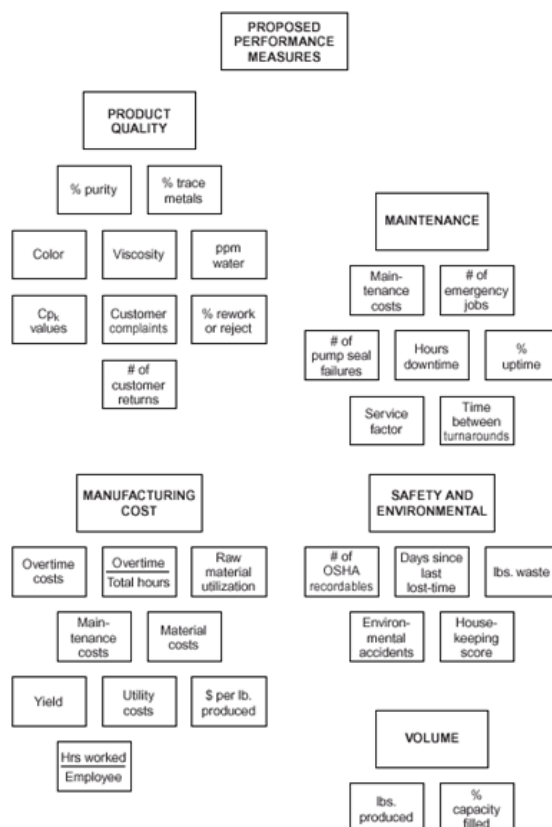 PROPOSED
PERFORMANCE
MEASURES
PRODUCT
QUALITY
% purity
% trace
metals
Color
Viscosity
ppm
water
Cpk
values
Customer
complaints
% rework
or reject
# of
customer
returns
MAINTENANCE
Main-
tenance
costs
# of
emergency
jobs
# of
pump seal
failures
Hours
downtime
%
uptime
Service
factor
Time
between
turnarounds
MANUFACTURING
COST
Overtime
costs
Overtime
Total hours
Raw
material
utilization
Main-
tenance
costs
Material
costs
Yield
Utility
costs
$ per lb.
produced
Hrs worked
Employee
SAFETY AND
ENVIRONMENTAL
# of
OSHA
recordables
Days since
last
lost-time
lbs. waste
Environ-
mental
accidents
House-
keeping
score
VOLUME
lbs.
produced
%
capacity
filled